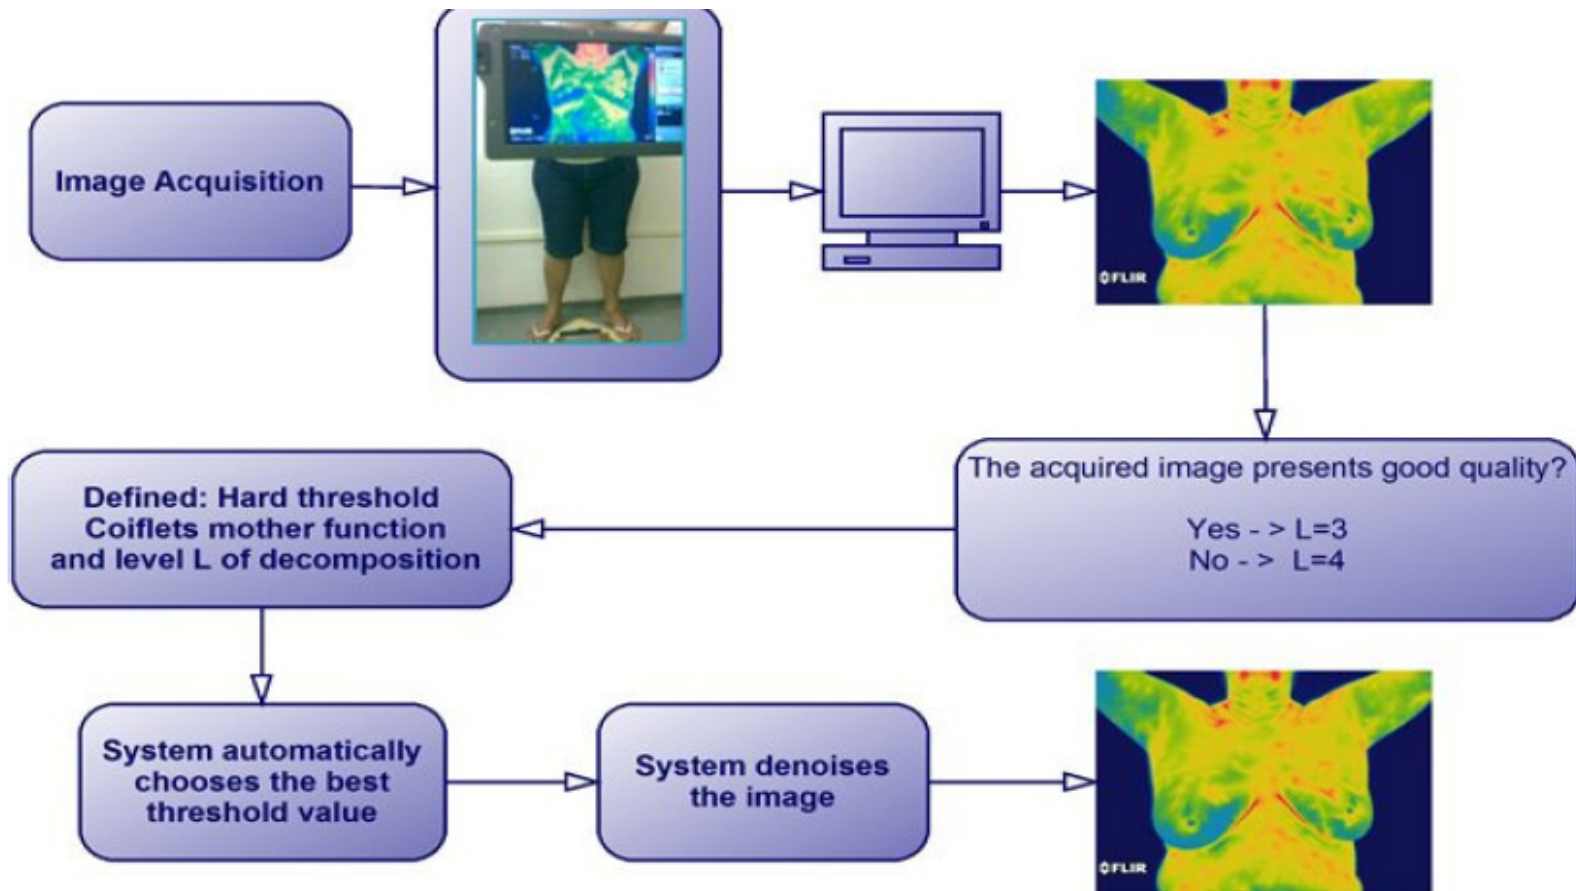 Image Acquisition
FLIR
The acquired image presents good quality?
Yes - > L=3
No - > L=4
Defined: Hard threshold
Coiflets mother function
and level L of decomposition
System automatically
chooses the best
threshold value
System denoises
the image
FLIR